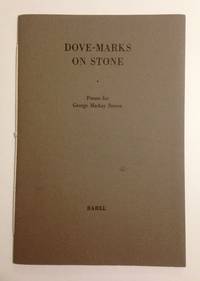 DOVE-MARKS
ON STONE
Poems for
George Mackay Brown
BABEL